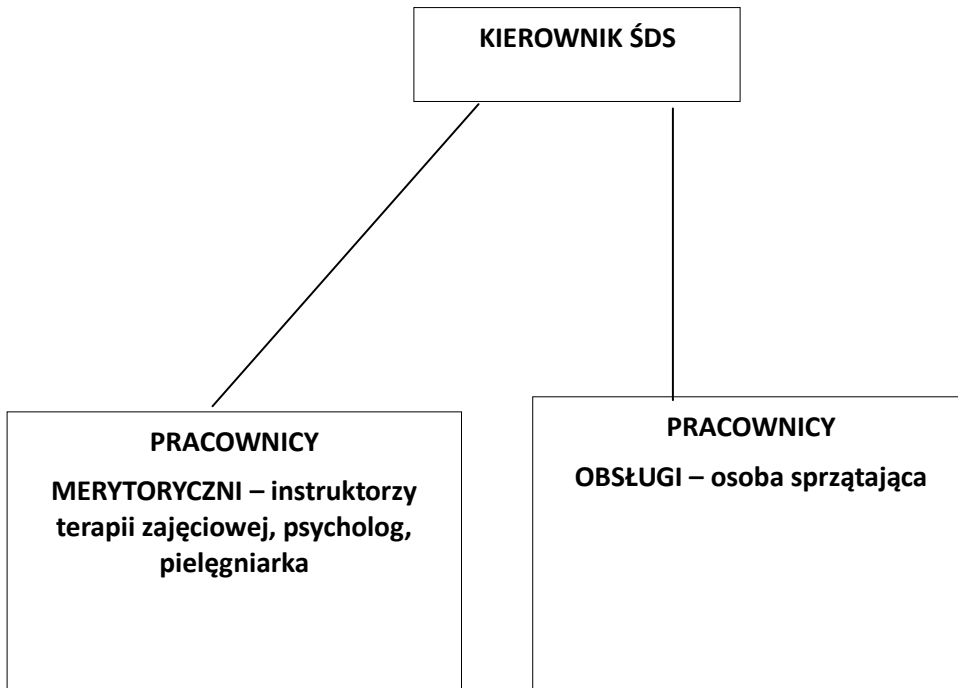 KIEROWNIK ŚDS
PRACOWNICY
MERYTORYCZNI – instruktorzy
terapii zajęciowej, psycholog,
pielęgniarka
PRACOWNICY
OBSŁUGI – osoba sprzątająca